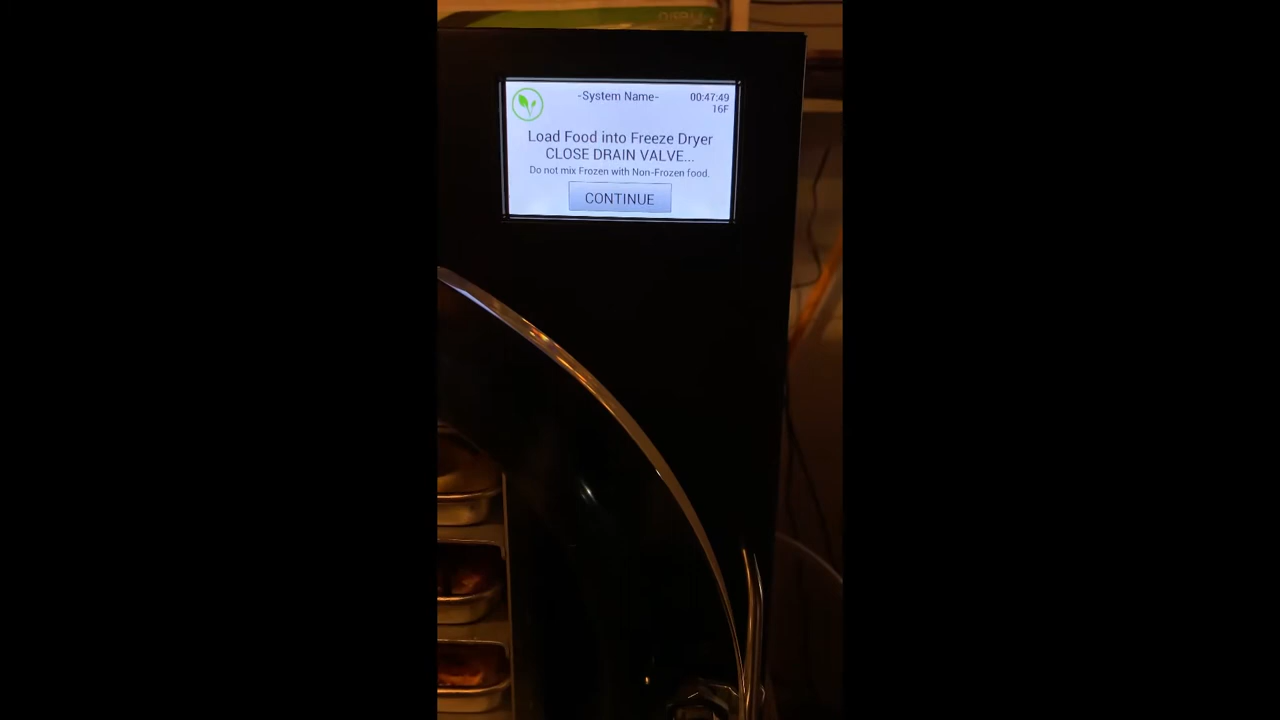 -System Name-
00:47:49
16F
Load Food into Freeze Dryer
CLOSE DRAIN VALVE...
Do not mix Frozen with Non-Frozen food.
CONTINUE